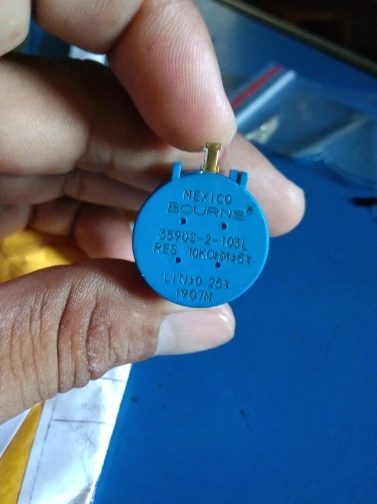 MEXICO
BOURNS®
3590S-2-103L
RES 10KOHM±5%
LIN±0.25%
1907N